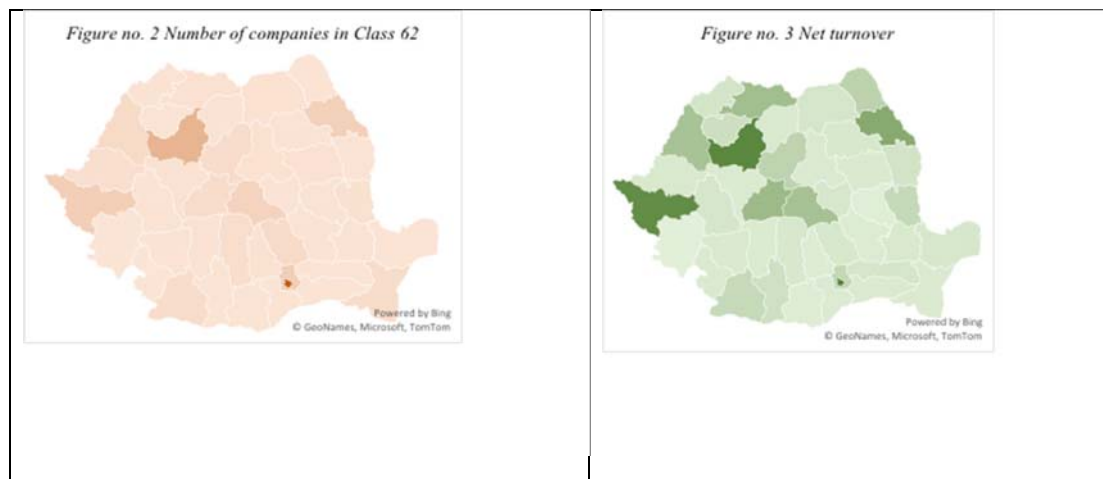 Figure no. 2 Number of companies in Class 62
Powered by Bing
© GeoNames, Microsoft, TomTom
Figure no. 3 Net turnover
Powered by Bing
© GeoNames, Microsoft, TomTom